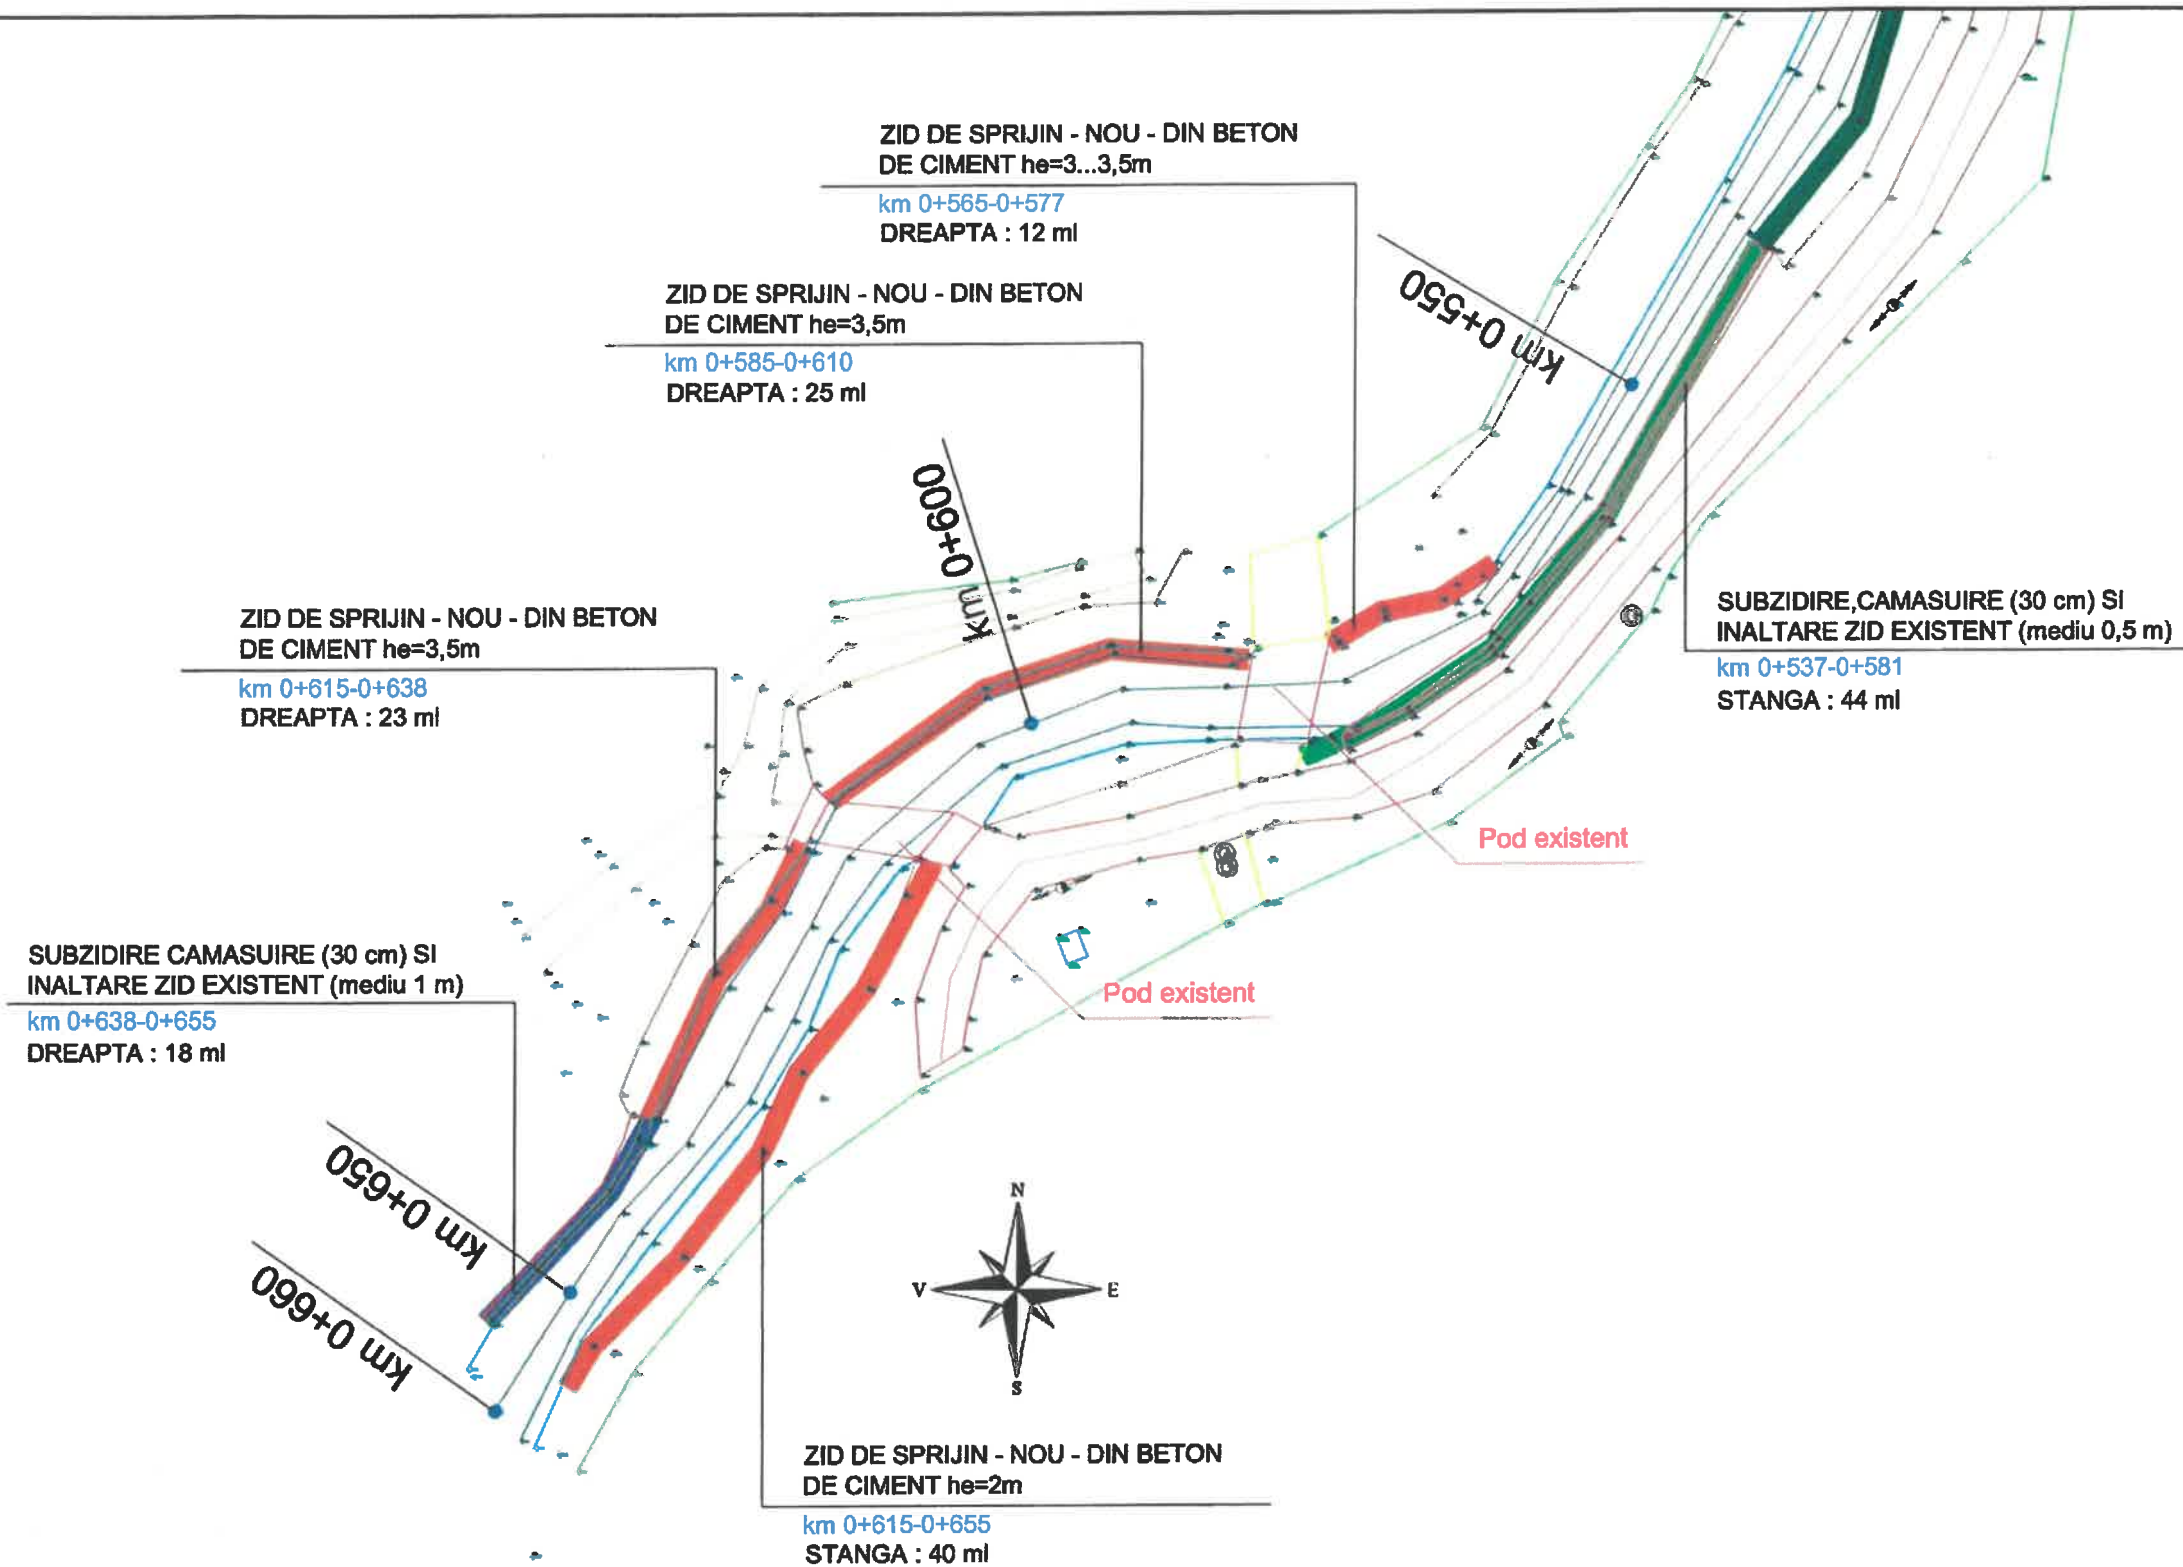 ZID DE SPRIJIN - NOU - DIN BETON
DE CIMENT he=3...3,5m
km 0+565-0+577
DREAPTA : 12 ml
km 0+550
ZID DE SPRIJIN - NOU - DIN BETON
DE CIMENT he=3,5m
km 0+585-0+610
DREAPTA : 25 ml
km 0+600
ZID DE SPRIJIN - NOU - DIN BETON
DE CIMENT he=3,5m
km 0+615-0+638
DREAPTA : 23 ml
SUBZIDIRE,CAMASUIRE (30 cm) SI
INALTARE ZID EXISTENT (mediu 0,5 m)
km 0+537-0+581
STANGA : 44 ml
Pod existent
Pod existent
SUBZIDIRE CAMASUIRE (30 cm) SI
INALTARE ZID EXISTENT (mediu 1 m)
km 0+638-0+655
DREAPTA : 18 ml
km 0+650
km 0+660
N
V
E
S
ZID DE SPRIJIN - NOU - DIN BETON
DE CIMENT he=2m
km 0+615-0+655
STANGA : 40 ml